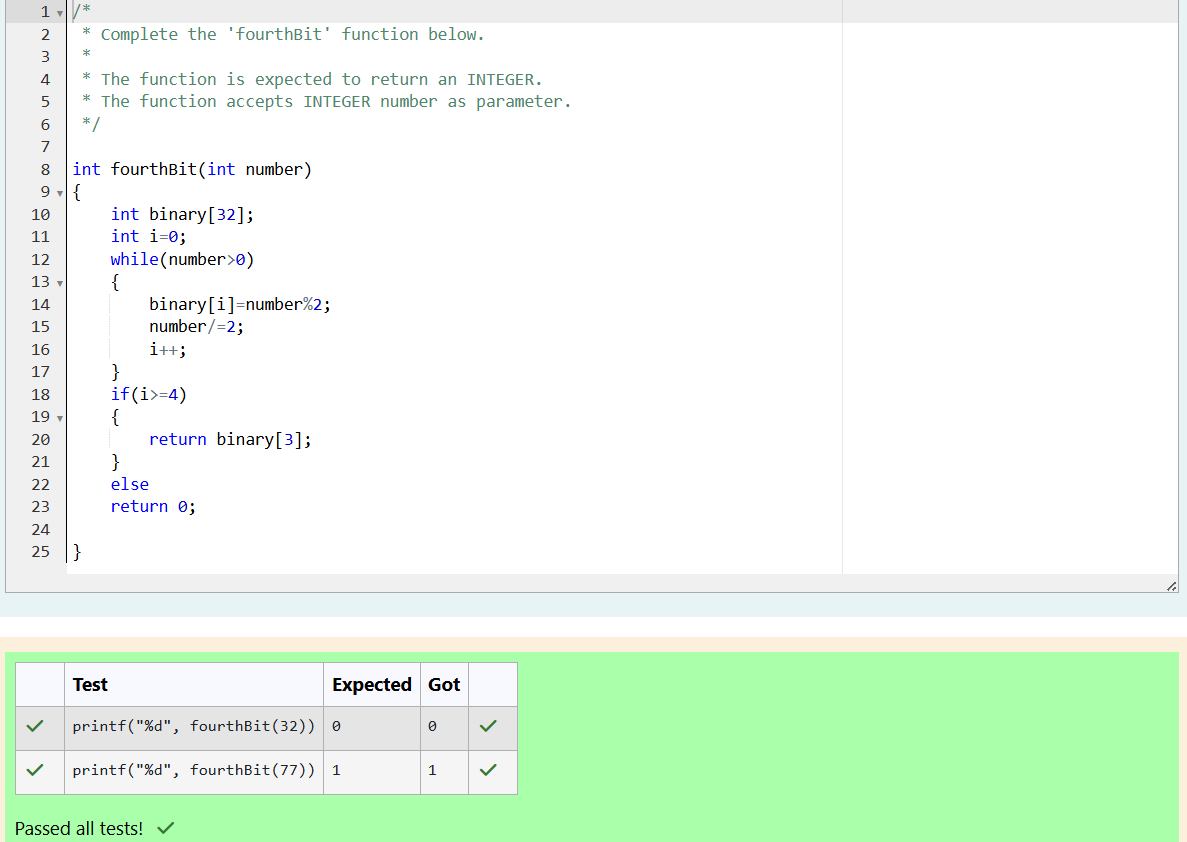 1 /*
2  * Complete the 'fourthBit' function below.
3  *
4  * The function is expected to return an INTEGER.
5  * The function accepts INTEGER number as parameter.
6  */
7
8 int fourthBit(int number)
9 {
10     int binary[32];
11     int i=0;
12     while(number>0)
13     {
14         binary[i]=number%2;
15         number/=2;
16         i++;
17     }
18     if(i>=4)
19     {
20         return binary[3];
21     }
22     else
23     return 0;
24
25 }
Test Expected Got
printf("%d", fourthBit(32)) 0 0
printf("%d", fourthBit(77)) 1 1
Passed all tests!